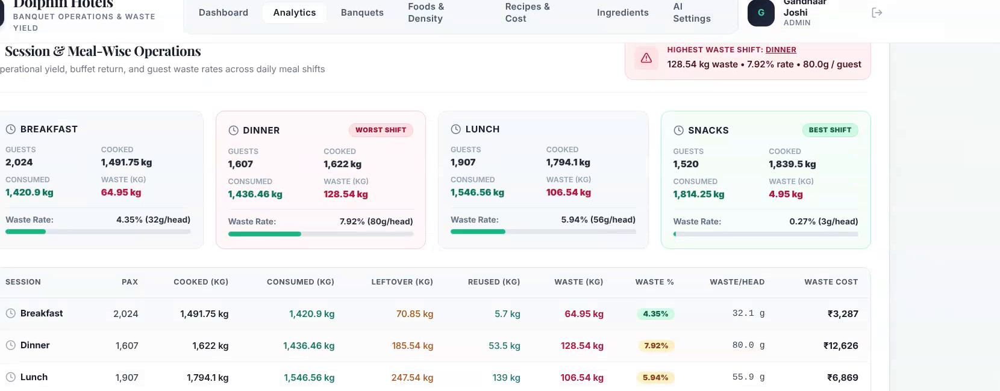 Dolphin Hotels
BANQUET OPERATIONS & WASTE
YIELD
Dashboard
Analytics
Banquets
Foods &
Density
Recipes &
Cost
Ingredients
AI
Settings
G
Gandhaar
Joshi
ADMIN
Session & Meal-Wise Operations
perational yield, buffet return, and guest waste rates across daily meal shifts
HIGHEST WASTE SHIFT: DINNER
128.54 kg waste • 7.92% rate • 80.0g / guest
BREAKFAST
GUESTS COOKED
2,024 1,491.75 kg
CONSUMED WASTE (KG)
1,420.9 kg 64.95 kg
Waste Rate: 4.35% (32g/head)
DINNER WORST SHIFT
GUESTS COOKED
1,607 1,622 kg
CONSUMED WASTE (KG)
1,436.46 kg 128.54 kg
Waste Rate: 7.92% (80g/head)
LUNCH
GUESTS COOKED
1,907 1,794.1 kg
CONSUMED WASTE (KG)
1,546.56 kg 106.54 kg
Waste Rate: 5.94% (56g/head)
SNACKS BEST SHIFT
GUESTS COOKED
1,520 1,839.5 kg
CONSUMED WASTE (KG)
1,814.25 kg 4.95 kg
Waste Rate: 0.27% (3g/head)
SESSION PAX COOKED (KG) CONSUMED (KG) LEFTOVER (KG) REUSED (KG) WASTE (KG) WASTE % WASTE/HEAD WASTE COST
Breakfast 2,024 1,491.75 kg 1,420.9 kg 70.85 kg 5.7 kg 64.95 kg 4.35% 32.1 g ₹3,287
Dinner 1,607 1,622 kg 1,436.46 kg 185.54 kg 53.5 kg 128.54 kg 7.92% 80.0 g ₹12,626
Lunch 1,907 1,794.1 kg 1,546.56 kg 247.54 kg 139 kg 106.54 kg 5.94% 55.9 g ₹6,869